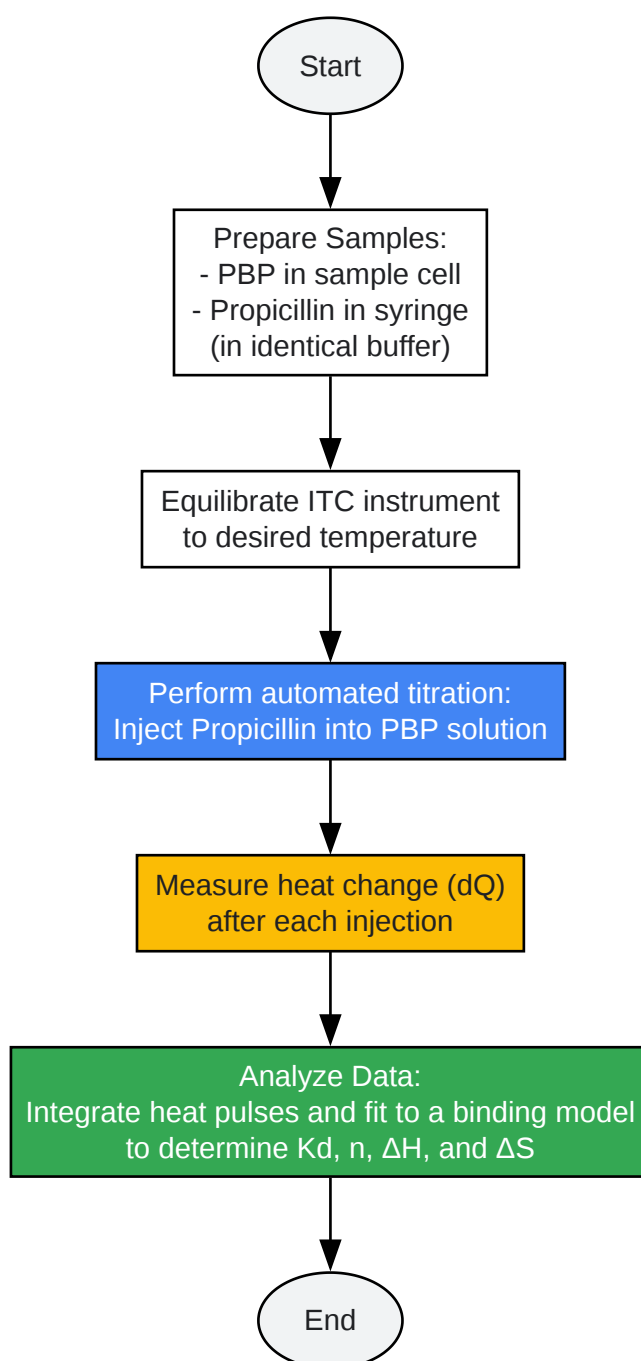 Start
Prepare Samples:
- PBP in sample cell
- Propicillin in syringe
(in identical buffer)
Equilibrate ITC instrument
to desired temperature
Perform automated titration:
Inject Propicillin into PBP solution
Measure heat change (dQ)
after each injection
Analyze Data:
Integrate heat pulses and fit to a binding model
to determine Kd, n, ΔH, and ΔS
End